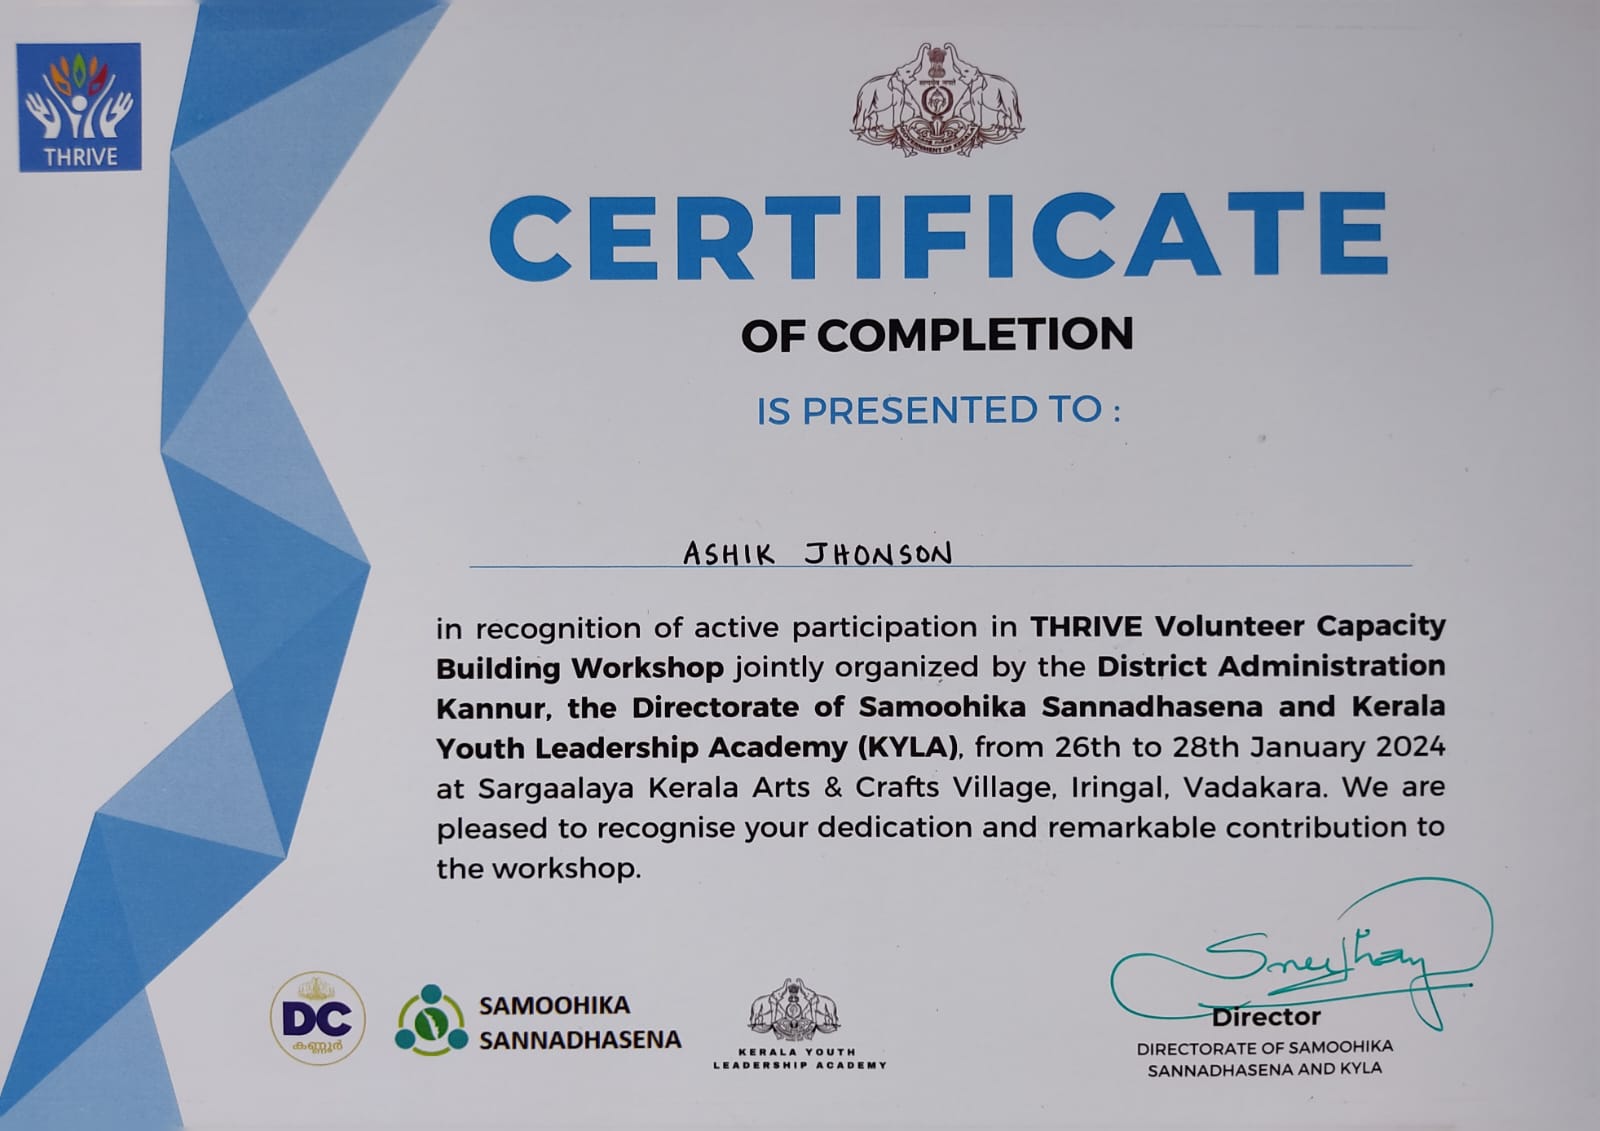 THRIVE
CERTIFICATE
OF COMPLETION
IS PRESENTED TO :
ASHIK JHONSON
in recognition of active participation in THRIVE Volunteer Capacity
Building Workshop jointly organized by the District Administration
Kannur, the Directorate of Samoohika Sannadhasena and Kerala
Youth Leadership Academy (KYLA), from 26th to 28th January 2024
at Sargaalaya Kerala Arts & Crafts Village, Iringal, Vadakara. We are
pleased to recognise your dedication and remarkable contribution to
the workshop.
DC
കണ്ണൂർ
SAMOOHIKA
SANNADHASENA
KERALA YOUTH
LEADERSHIP ACADEMY
Director
DIRECTORATE OF SAMOOHIKA
SANNADHASENA AND KYLA